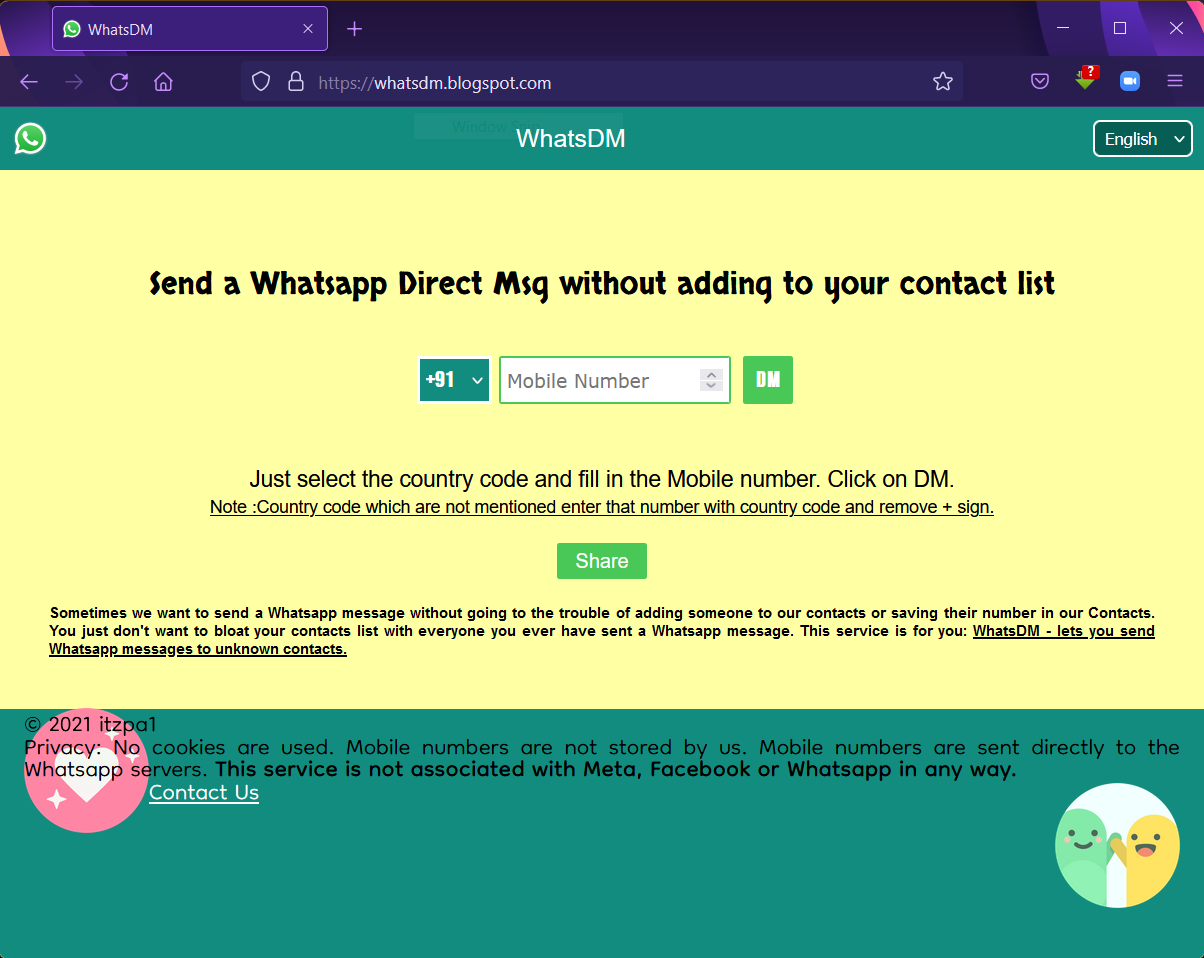 WhatsDM
?
https://whatsdm.blogspot.com
WhatsDM
English
Send a Whatsapp Direct Msg without adding to your contact list
+91
Mobile Number
DM
Just select the country code and fill in the Mobile number. Click on DM.
Note :Country code which are not mentioned enter that number with country code and remove + sign.
Share
Sometimes we want to send a Whatsapp message without going to the trouble of adding someone to our contacts or saving their number in our Contacts.
You just don't want to bloat your contacts list with everyone you ever have sent a Whatsapp message. This service is for you: WhatsDM - lets you send
Whatsapp messages to unknown contacts.
© 2021 itzpa1
Privacy: No cookies are used. Mobile numbers are not stored by us. Mobile numbers are sent directly to the
Whatsapp servers. This service is not associated with Meta, Facebook or Whatsapp in any way.
Contact Us